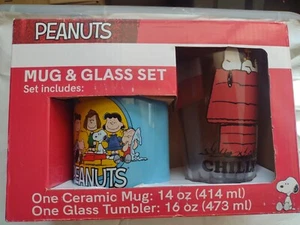 PEANUTS
MUG & GLASS SET
Set includes:
PEANUTS
One Ceramic Mug: 14 oz (414 ml)
One Glass Tumbler: 16 oz (473 ml)